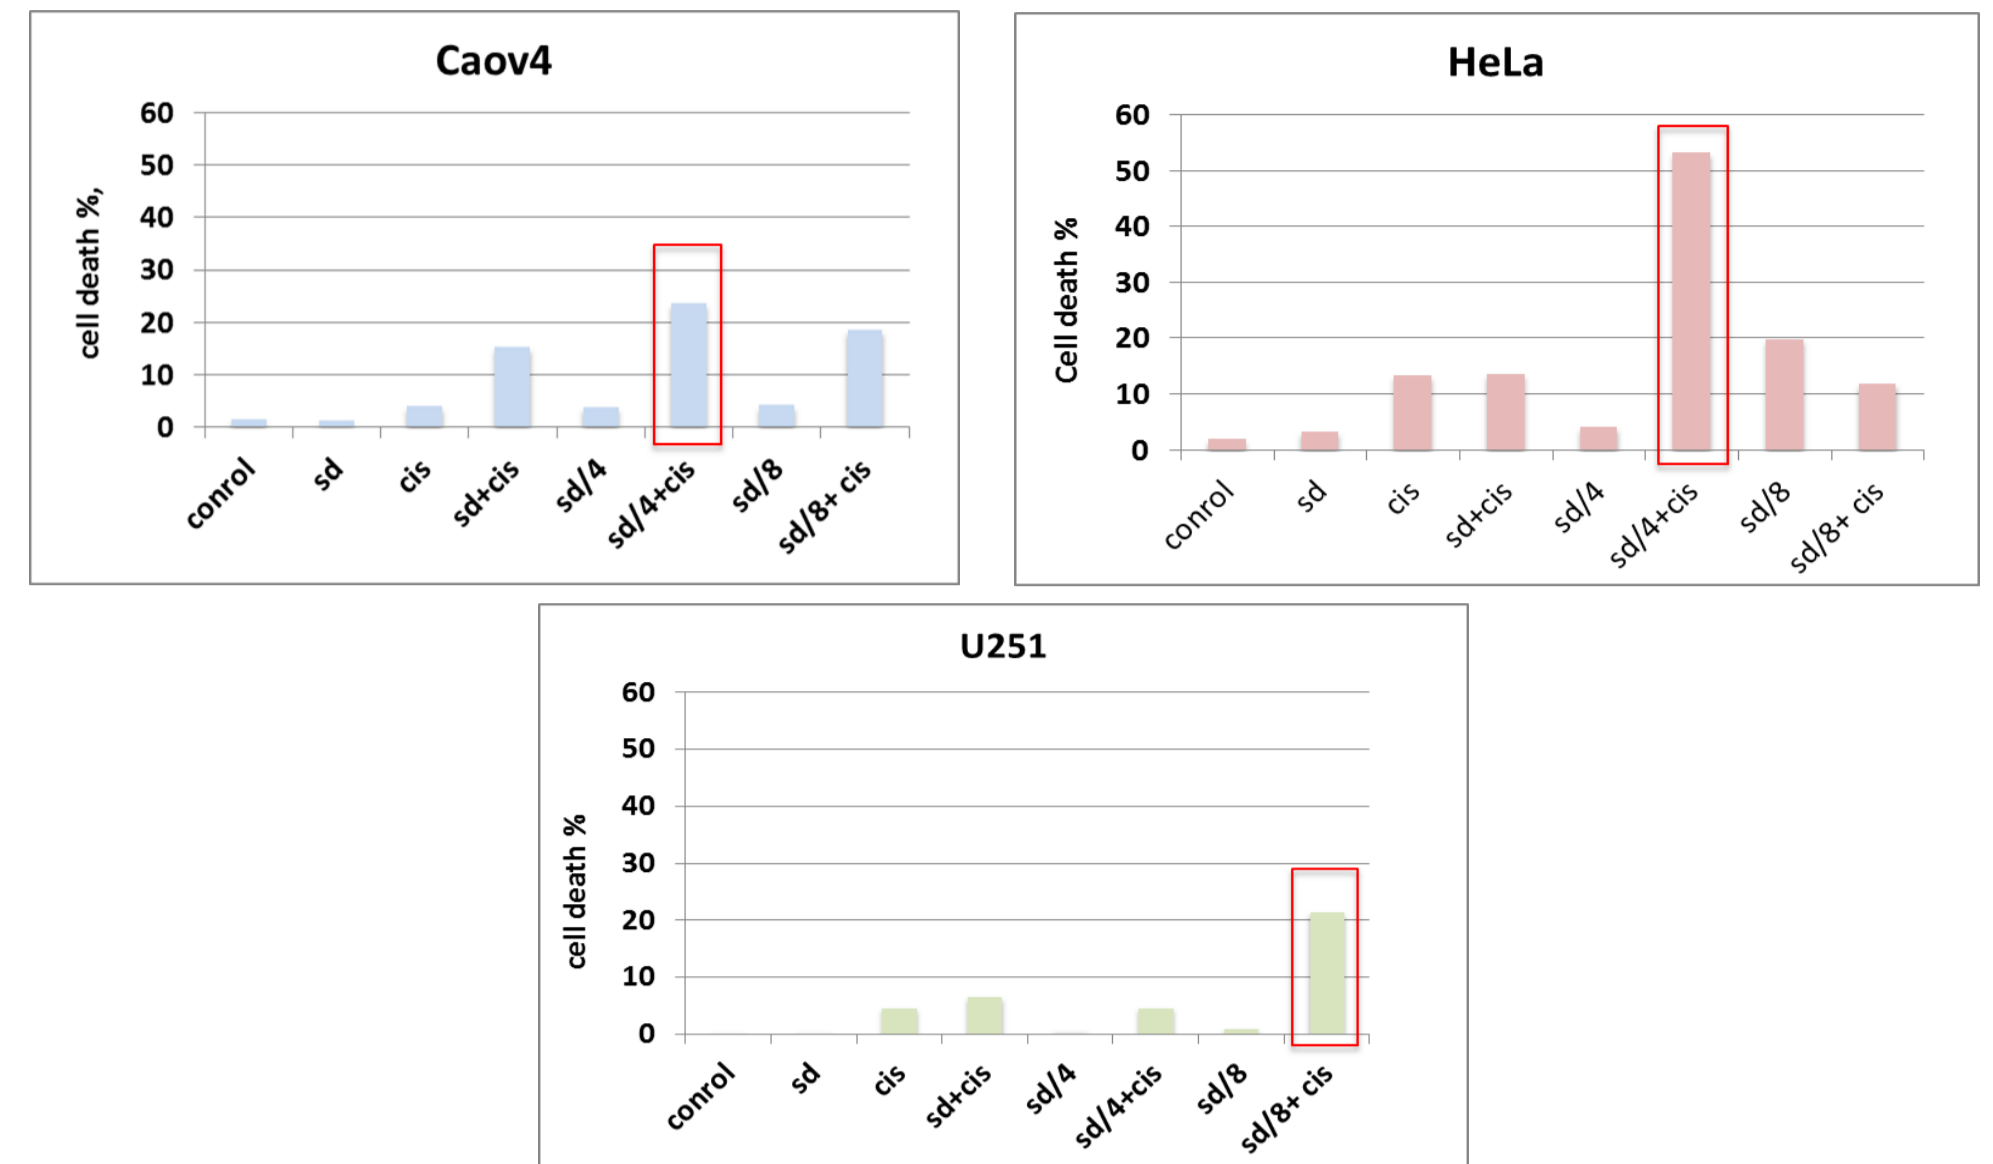 Caov4
cell death %,
60
50
40
30
20
10
0
conrol
sd
cis
sd+cis
sd/4
sd/4+cis
sd/8
sd/8+ cis
HeLa
Cell death %
60
50
40
30
20
10
0
conrol
sd
cis
sd+cis
sd/4
sd/4+cis
sd/8
sd/8+ cis
U251
cell death %
60
50
40
30
20
10
0
conrol
sd
cis
sd+cis
sd/4
sd/4+cis
sd/8
sd/8+ cis